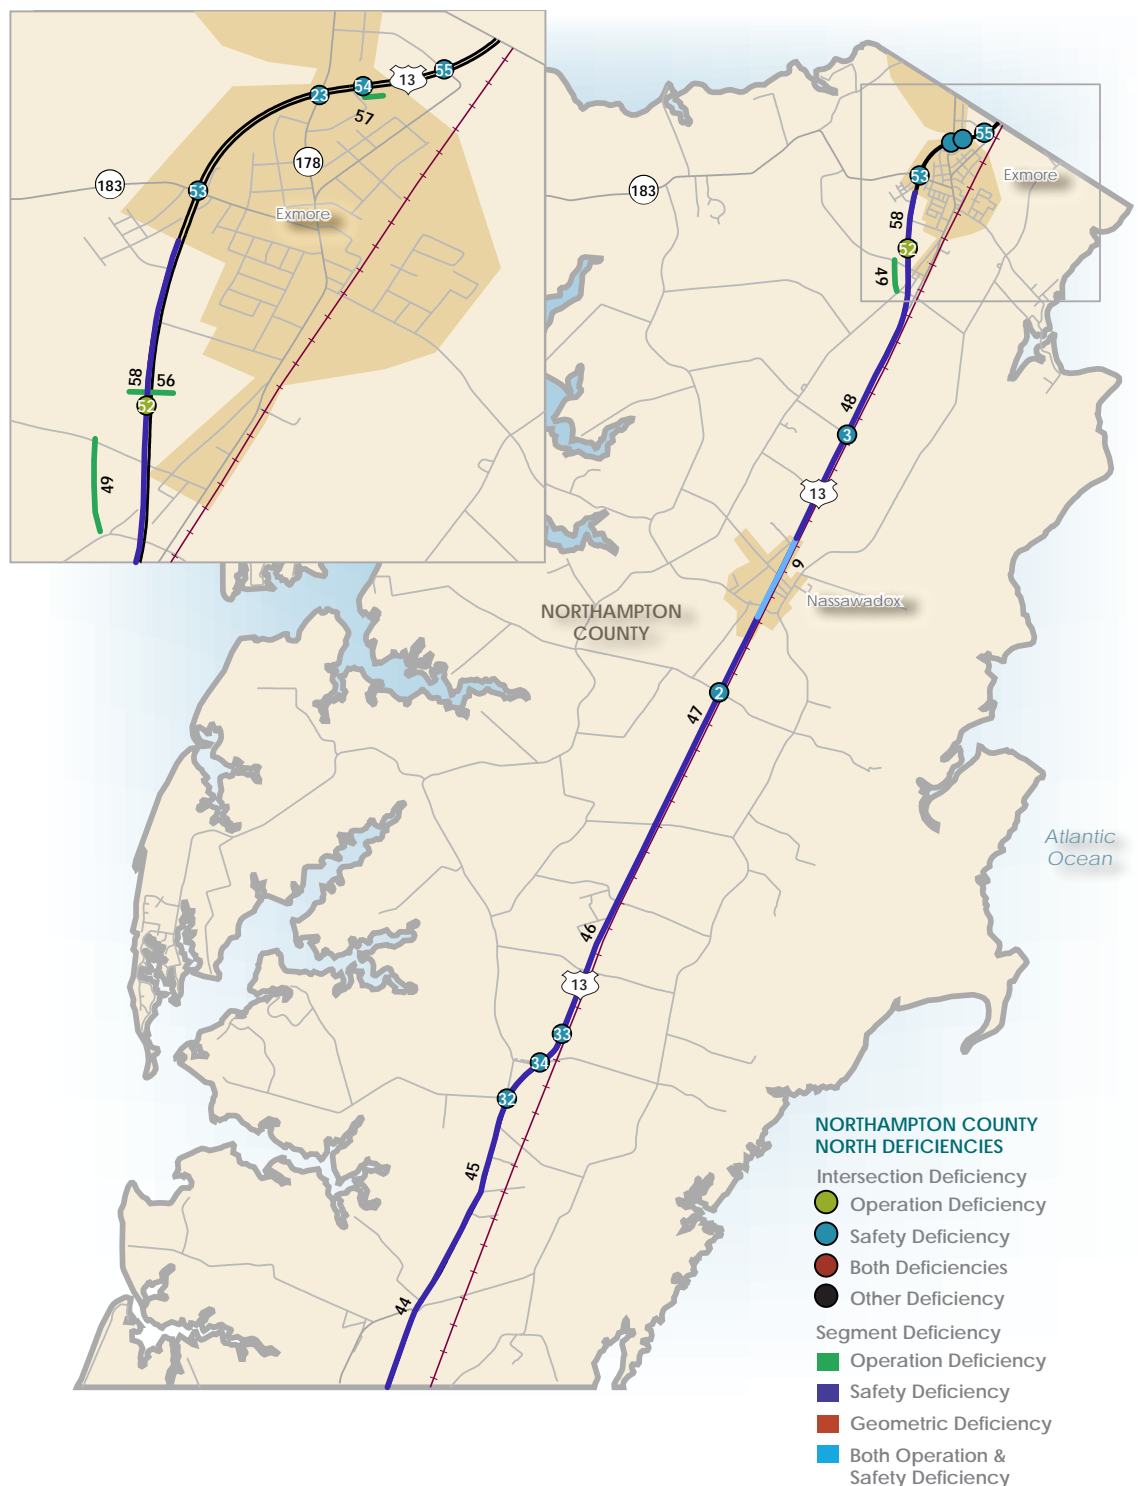 13
55
54
23
57
178
183
53
Exmore
58
56
52
49
183
55
53
Exmore
58
52
49
48
3
13
9
Nassawadox
NORTHAMPTON
COUNTY
2
47
Atlantic
Ocean
46
13
33
34
32
45
44
NORTHAMPTON COUNTY
NORTH DEFICIENCIES
Intersection Deficiency
Operation Deficiency
Safety Deficiency
Both Deficiencies
Other Deficiency
Segment Deficiency
Operation Deficiency
Safety Deficiency
Geometric Deficiency
Both Operation &
Safety Deficiency